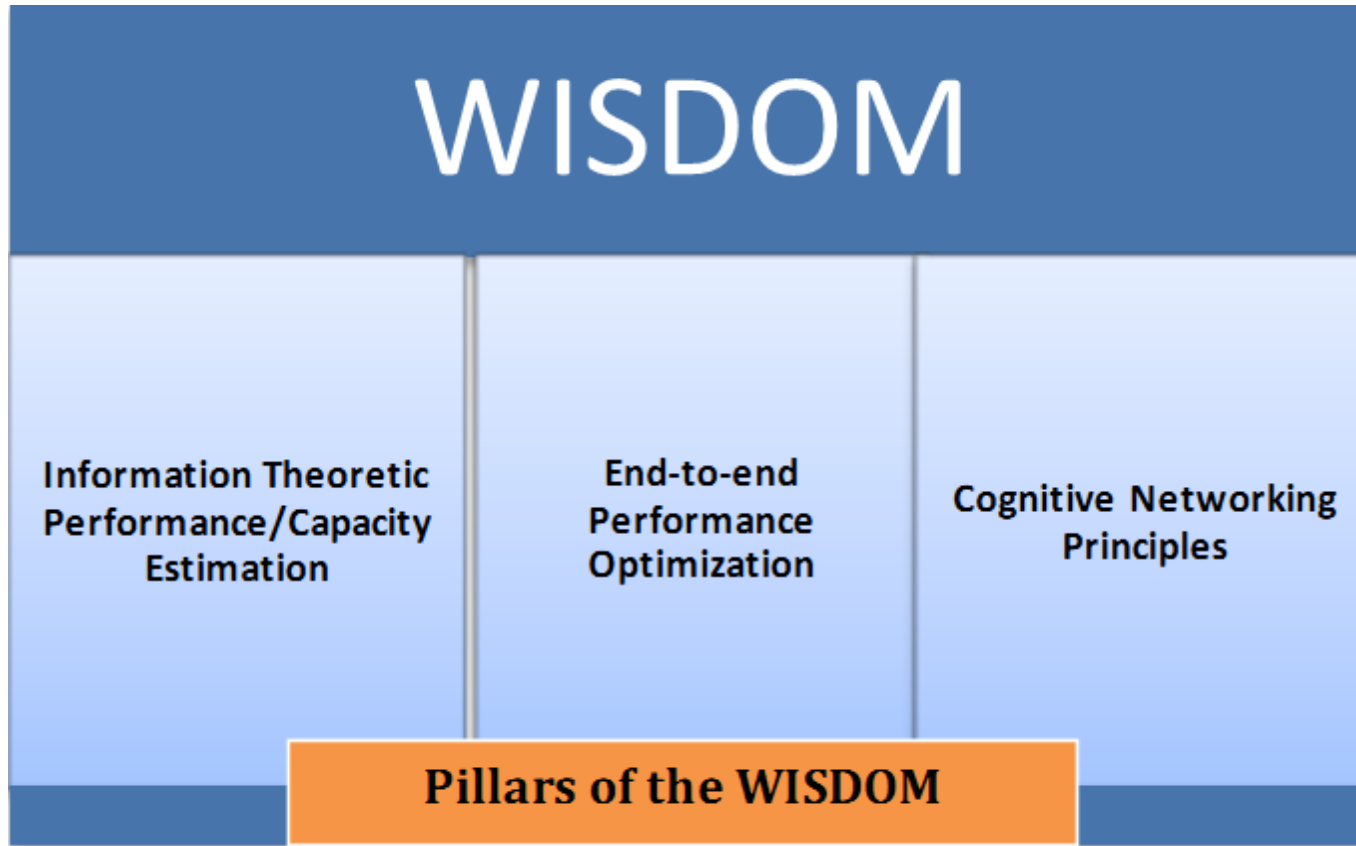 WISDOM
Information Theoretic
Performance/Capacity
Estimation
End-to-end
Performance
Optimization
Cognitive Networking
Principles
Pillars of the WISDOM